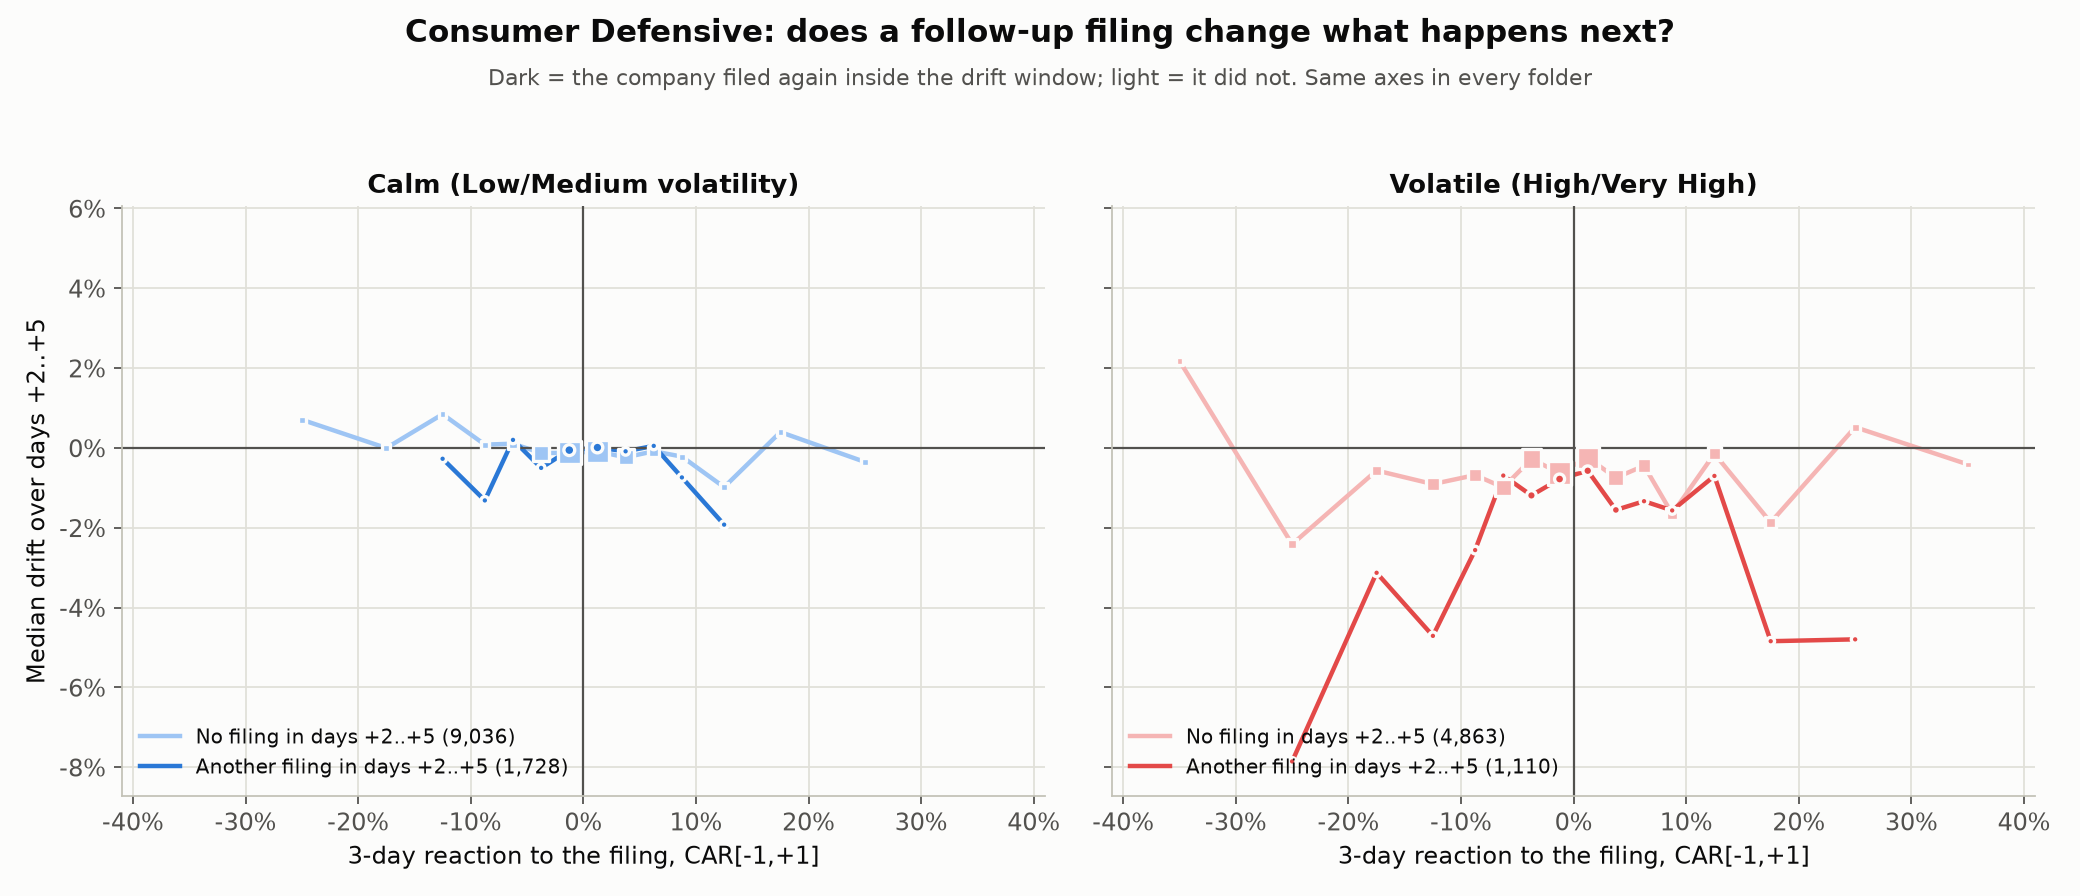 Consumer Defensive: does a follow-up filing change what happens next?
Dark = the company filed again inside the drift window; light = it did not. Same axes in every folder
Calm (Low/Medium volatility)
Volatile (High/Very High)
Median drift over days +2..+5
6%
4%
2%
0%
-2%
-4%
-6%
-8%
No filing in days +2..+5 (9,036)
Another filing in days +2..+5 (1,728)
No filing in days +2..+5 (4,863)
Another filing in days +2..+5 (1,110)
-40% -30% -20% -10% 0% 10% 20% 30% 40%
-40% -30% -20% -10% 0% 10% 20% 30% 40%
3-day reaction to the filing, CAR[-1,+1]
3-day reaction to the filing, CAR[-1,+1]